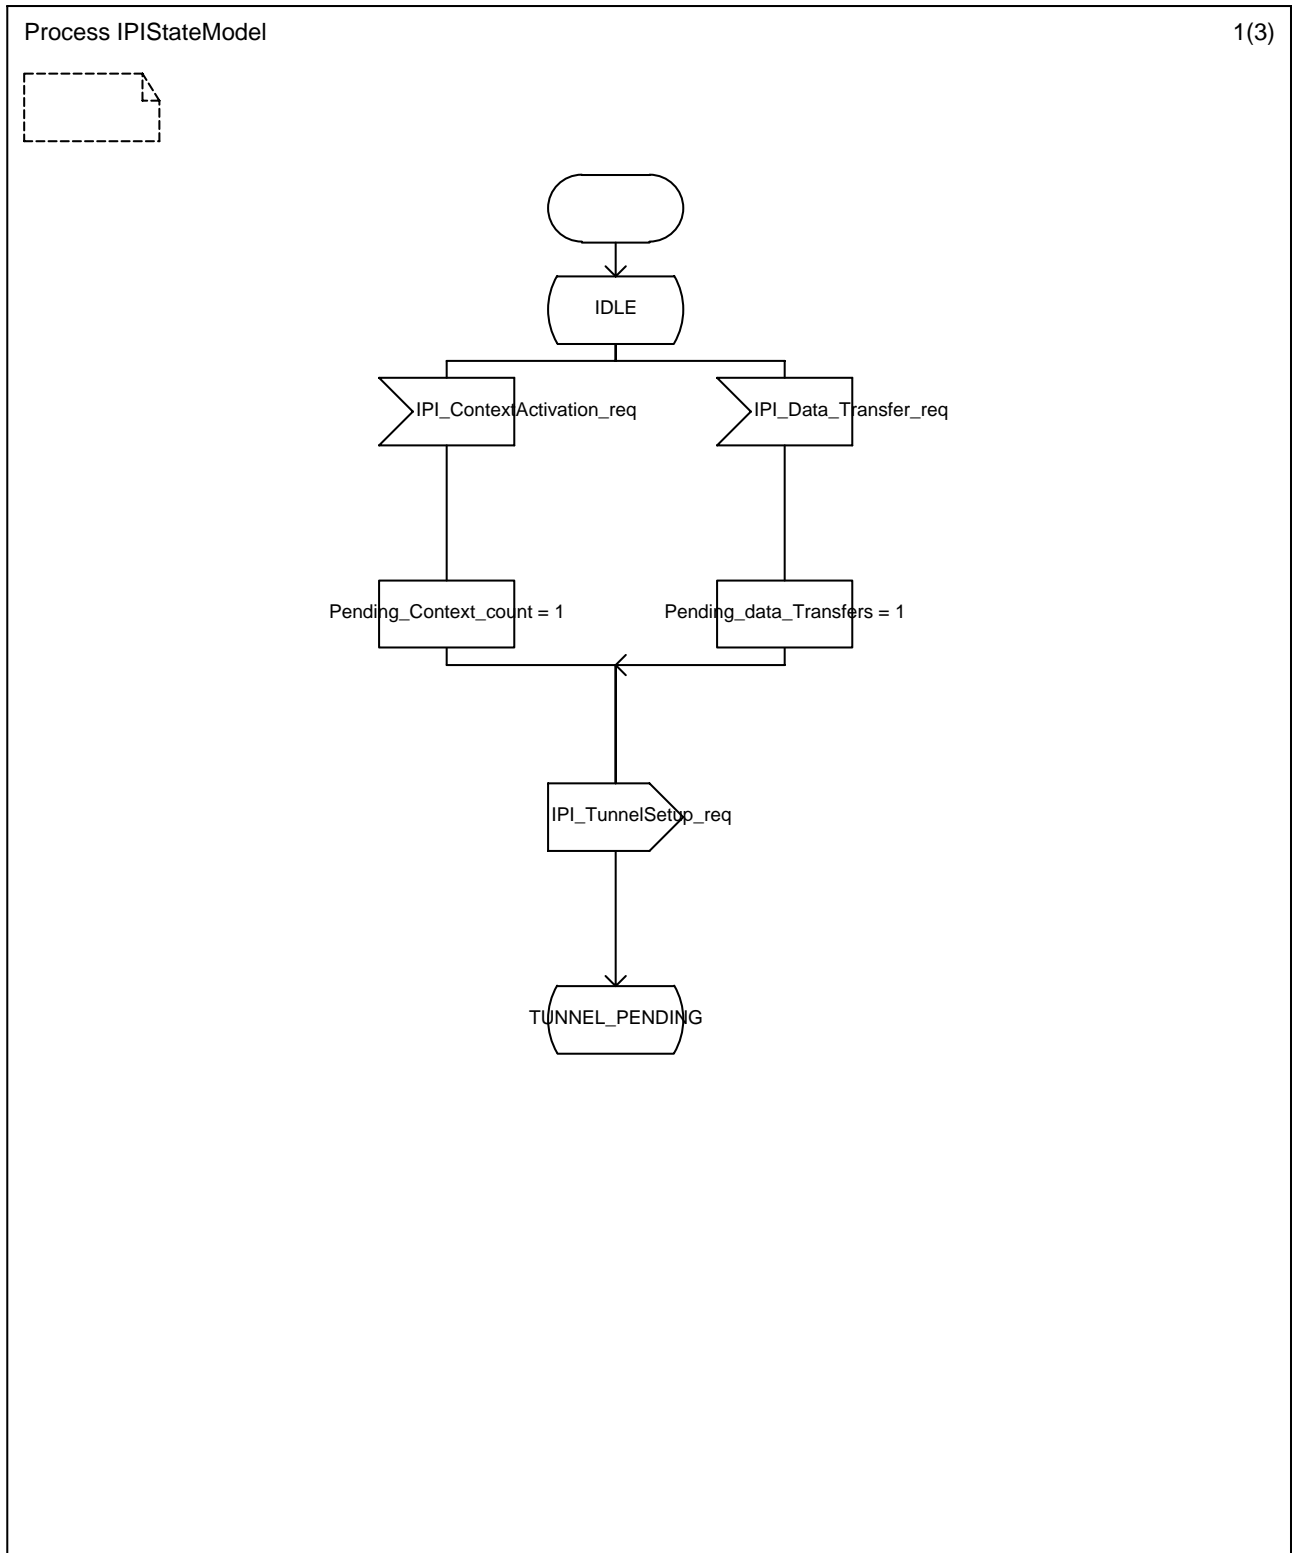 Process IPIStateModel
1(3)
IDLE
IPI_ContextActivation_req
IPI_Data_Transfer_req
Pending_Context_count = 1
Pending_data_Transfers = 1
IPI_TunnelSetup_req
TUNNEL_PENDING